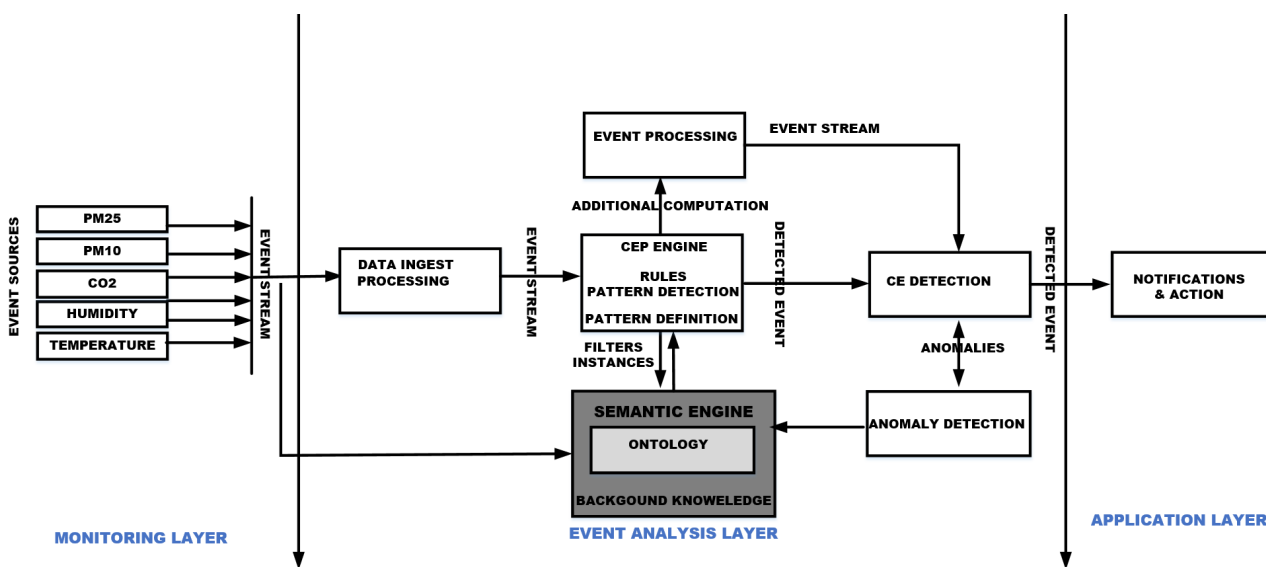 EVENT SOURCES
PM25
PM10
CO2
HUMIDITY
TEMPERATURE
EVENT STREAM
MONITORING LAYER
DATA INGEST
PROCESSING
EVENT STREAM
EVENT PROCESSING
EVENT STREAM
ADDITIONAL COMPUTATION
CEP ENGINE
RULES
PATTERN DETECTION
PATTERN DEFINITION
FILTERS
INSTANCES
SEMANTIC ENGINE
ONTOLOGY
BACKGOUND KNOWELEDGE
EVENT ANALYSIS LAYER
DETECTED EVENT
CE DETECTION
ANOMALIES
ANOMALY DETECTION
DETECTED EVENT
NOTIFICATIONS
& ACTION
APPLICATION LAYER